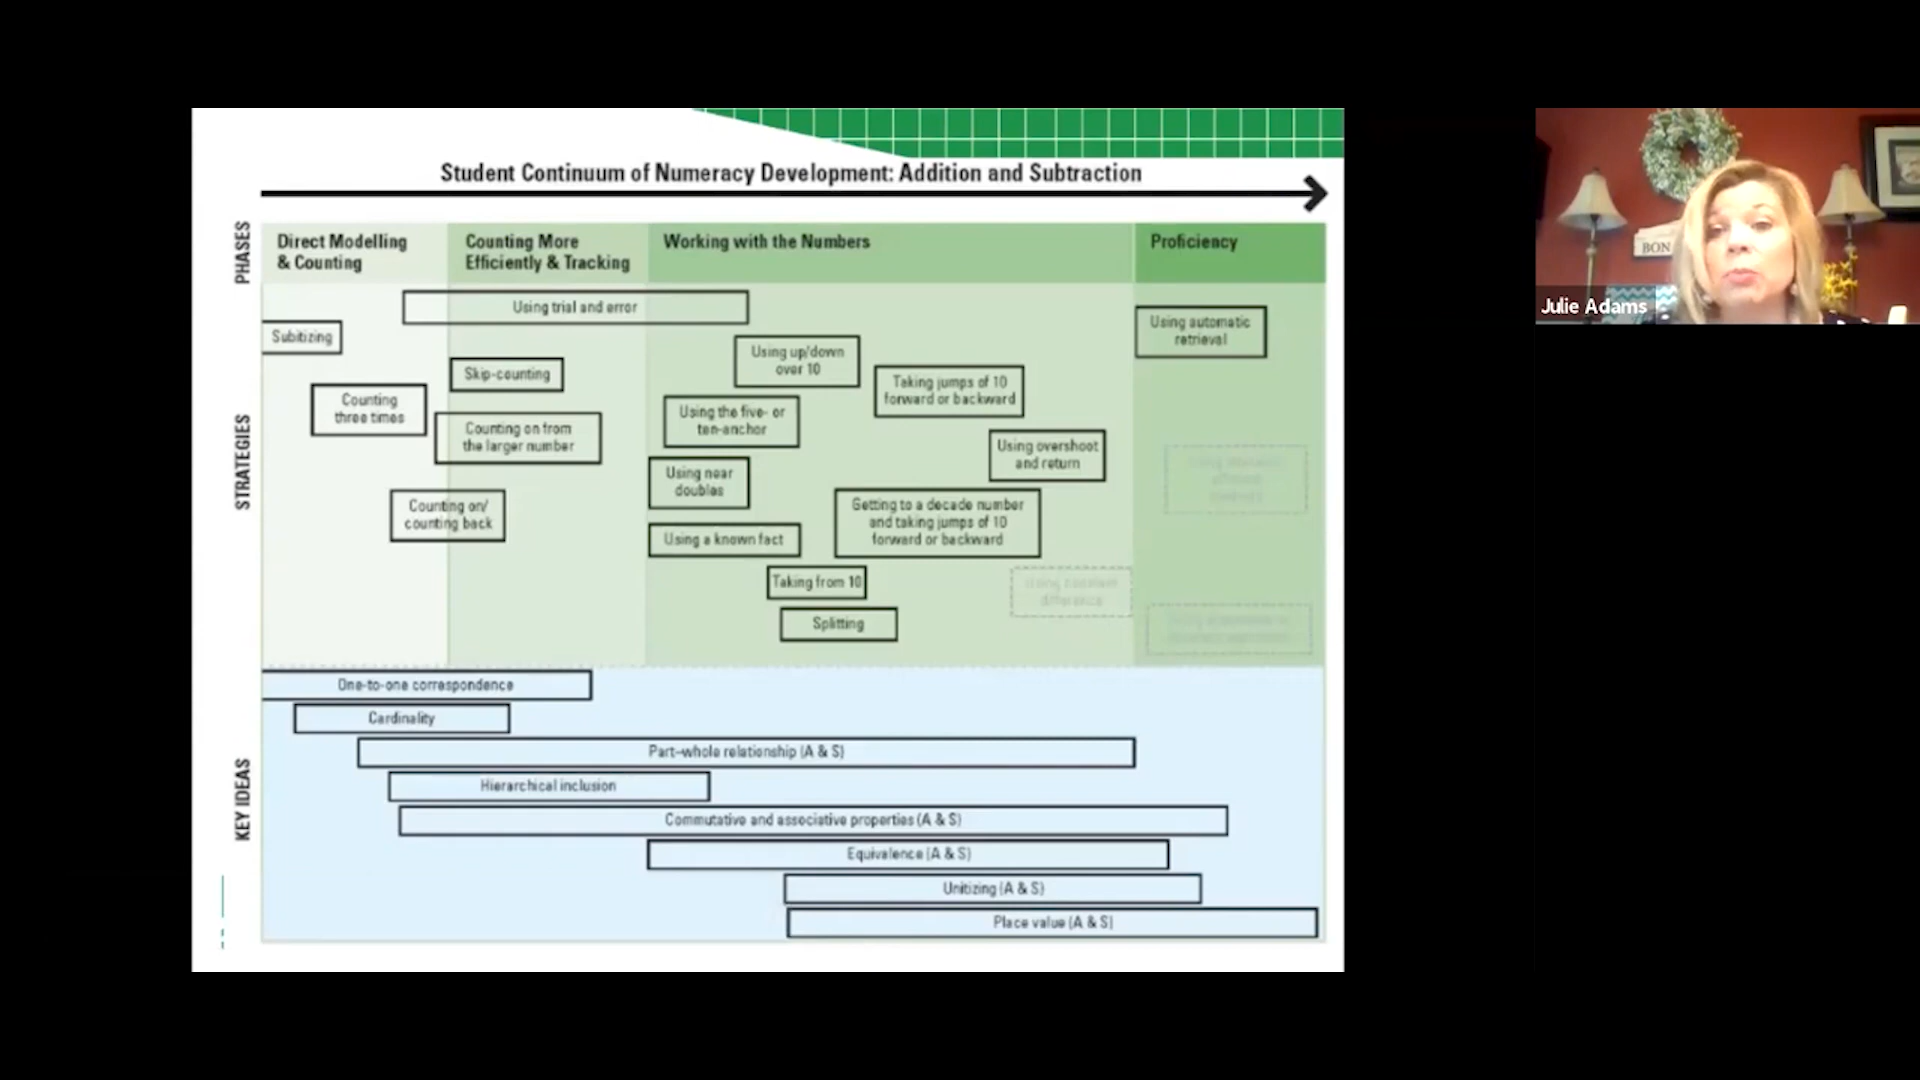 Student Continuum of Numeracy Development: Addition and Subtraction
PHASES
Direct Modelling
& Counting
Counting More
Efficiently & Tracking
Working with the Numbers
Proficiency
STRATEGIES
Using trial and error
Subitizing
Using automatic
retrieval
Using up/down
over 10
Skip-counting
Taking jumps of 10
forward or backward
Counting
three times
Using the five- or
ten-anchor
Counting on from
the larger number
Using overshoot
and return
Using near
doubles
Counting on/
counting back
Getting to a decade number
and taking jumps of 10
forward or backward
Using a known fact
Taking from 10
Using constant
difference
Splitting
KEY IDEAS
One-to-one correspondence
Cardinality
Part-whole relationship (A & S)
Hierarchical inclusion
Commutative and associative properties (A & S)
Equivalence (A & S)
Unitizing (A & S)
Place value (A & S)
BON
Julie Adams